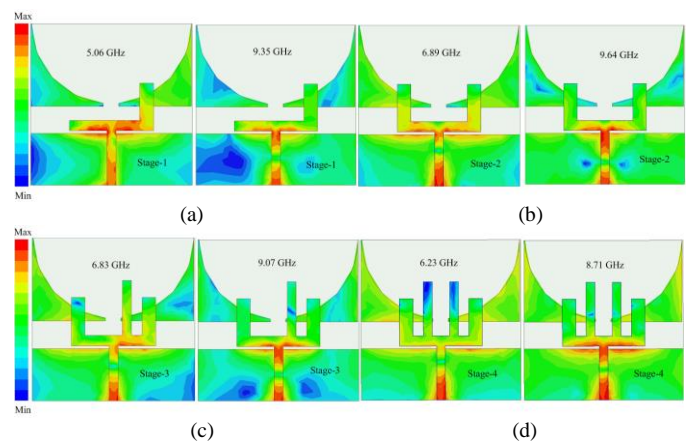 Max
5.06 GHz
9.35 GHz
6.89 GHz
9.64 GHz
Stage-1
Stage-1
Stage-2
Stage-2
Min
(a)
(b)
Max
6.83 GHz
9.07 GHz
6.23 GHz
8.71 GHz
Stage-3
Stage-3
Stage-4
Stage-4
Min
(c)
(d)